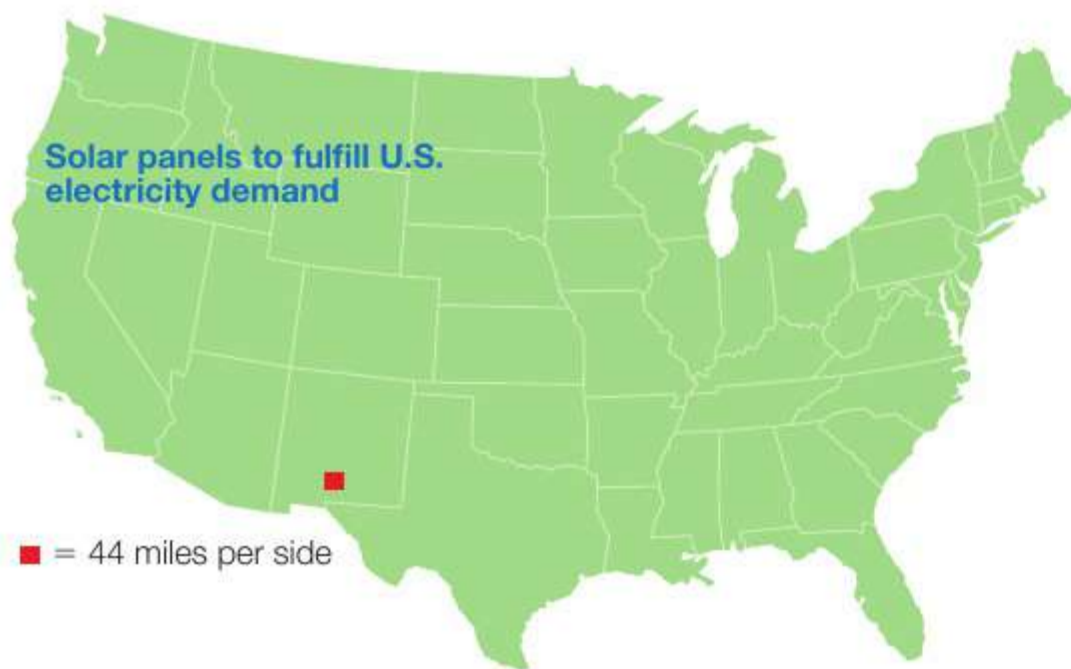 Solar panels to fulfill U.S.
electricity demand
= 44 miles per side